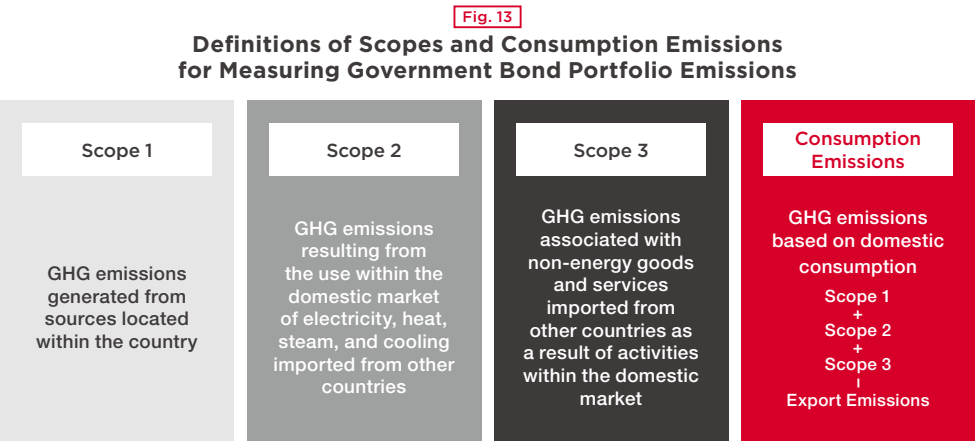 Fig. 13
Definitions of Scopes and Consumption Emissions
for Measuring Government Bond Portfolio Emissions
Scope 1
GHG emissions
generated from
sources located
within the country
Scope 2
GHG emissions
resulting from
the use within the
domestic market
of electricity, heat,
steam, and cooling
imported from other
countries
Scope 3
GHG emissions
associated with
non-energy goods
and services
imported from
other countries as
a result of activities
within the domestic
market
Consumption
Emissions
GHG emissions
based on domestic
consumption
Scope 1
+
Scope 2
+
Scope 3
–
Export Emissions